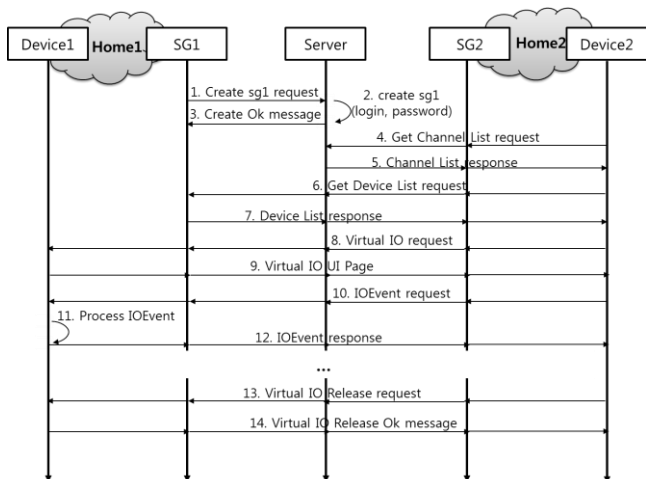 Device1
Home1.
SG1
Server
SG2
Home2
Device2
1. Create sg1 request
2. create sg1
(login, password)
3. Create Ok message
4. Get Channel List request
5. Channel List response
6. Get Device List request
7. Device List response
8. Virtual IO request
9. Virtual IO UI Page
10. IOEvent request
11. Process IOEvent
12. IOEvent response
...
13. Virtual IO Release request
14. Virtual IO Release Ok message